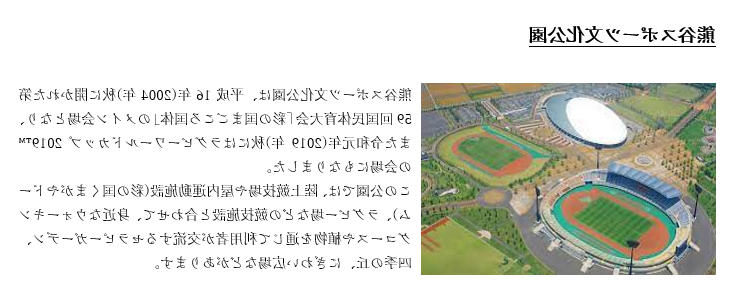 熊谷スポーツ文化公園
熊谷スポーツ文化公園は、平成 16 年(2004 年)秋に開かれた第
59 回国民体育大会「彩の国まごころ国体」のメイン会場となり、
また令和元年(2019 年)秋にはラグビーワールドカップ 2019™
の会場にもなりました。
この公園では、陸上競技場や屋内運動施設(彩の国くまがやドー
ム)、ラグビー場などの競技施設と合わせて、身近なウォーキン
グコースや植物を通じて利用者が交流するセラピーガーデン、
四季の丘、にぎわい広場などがあります。